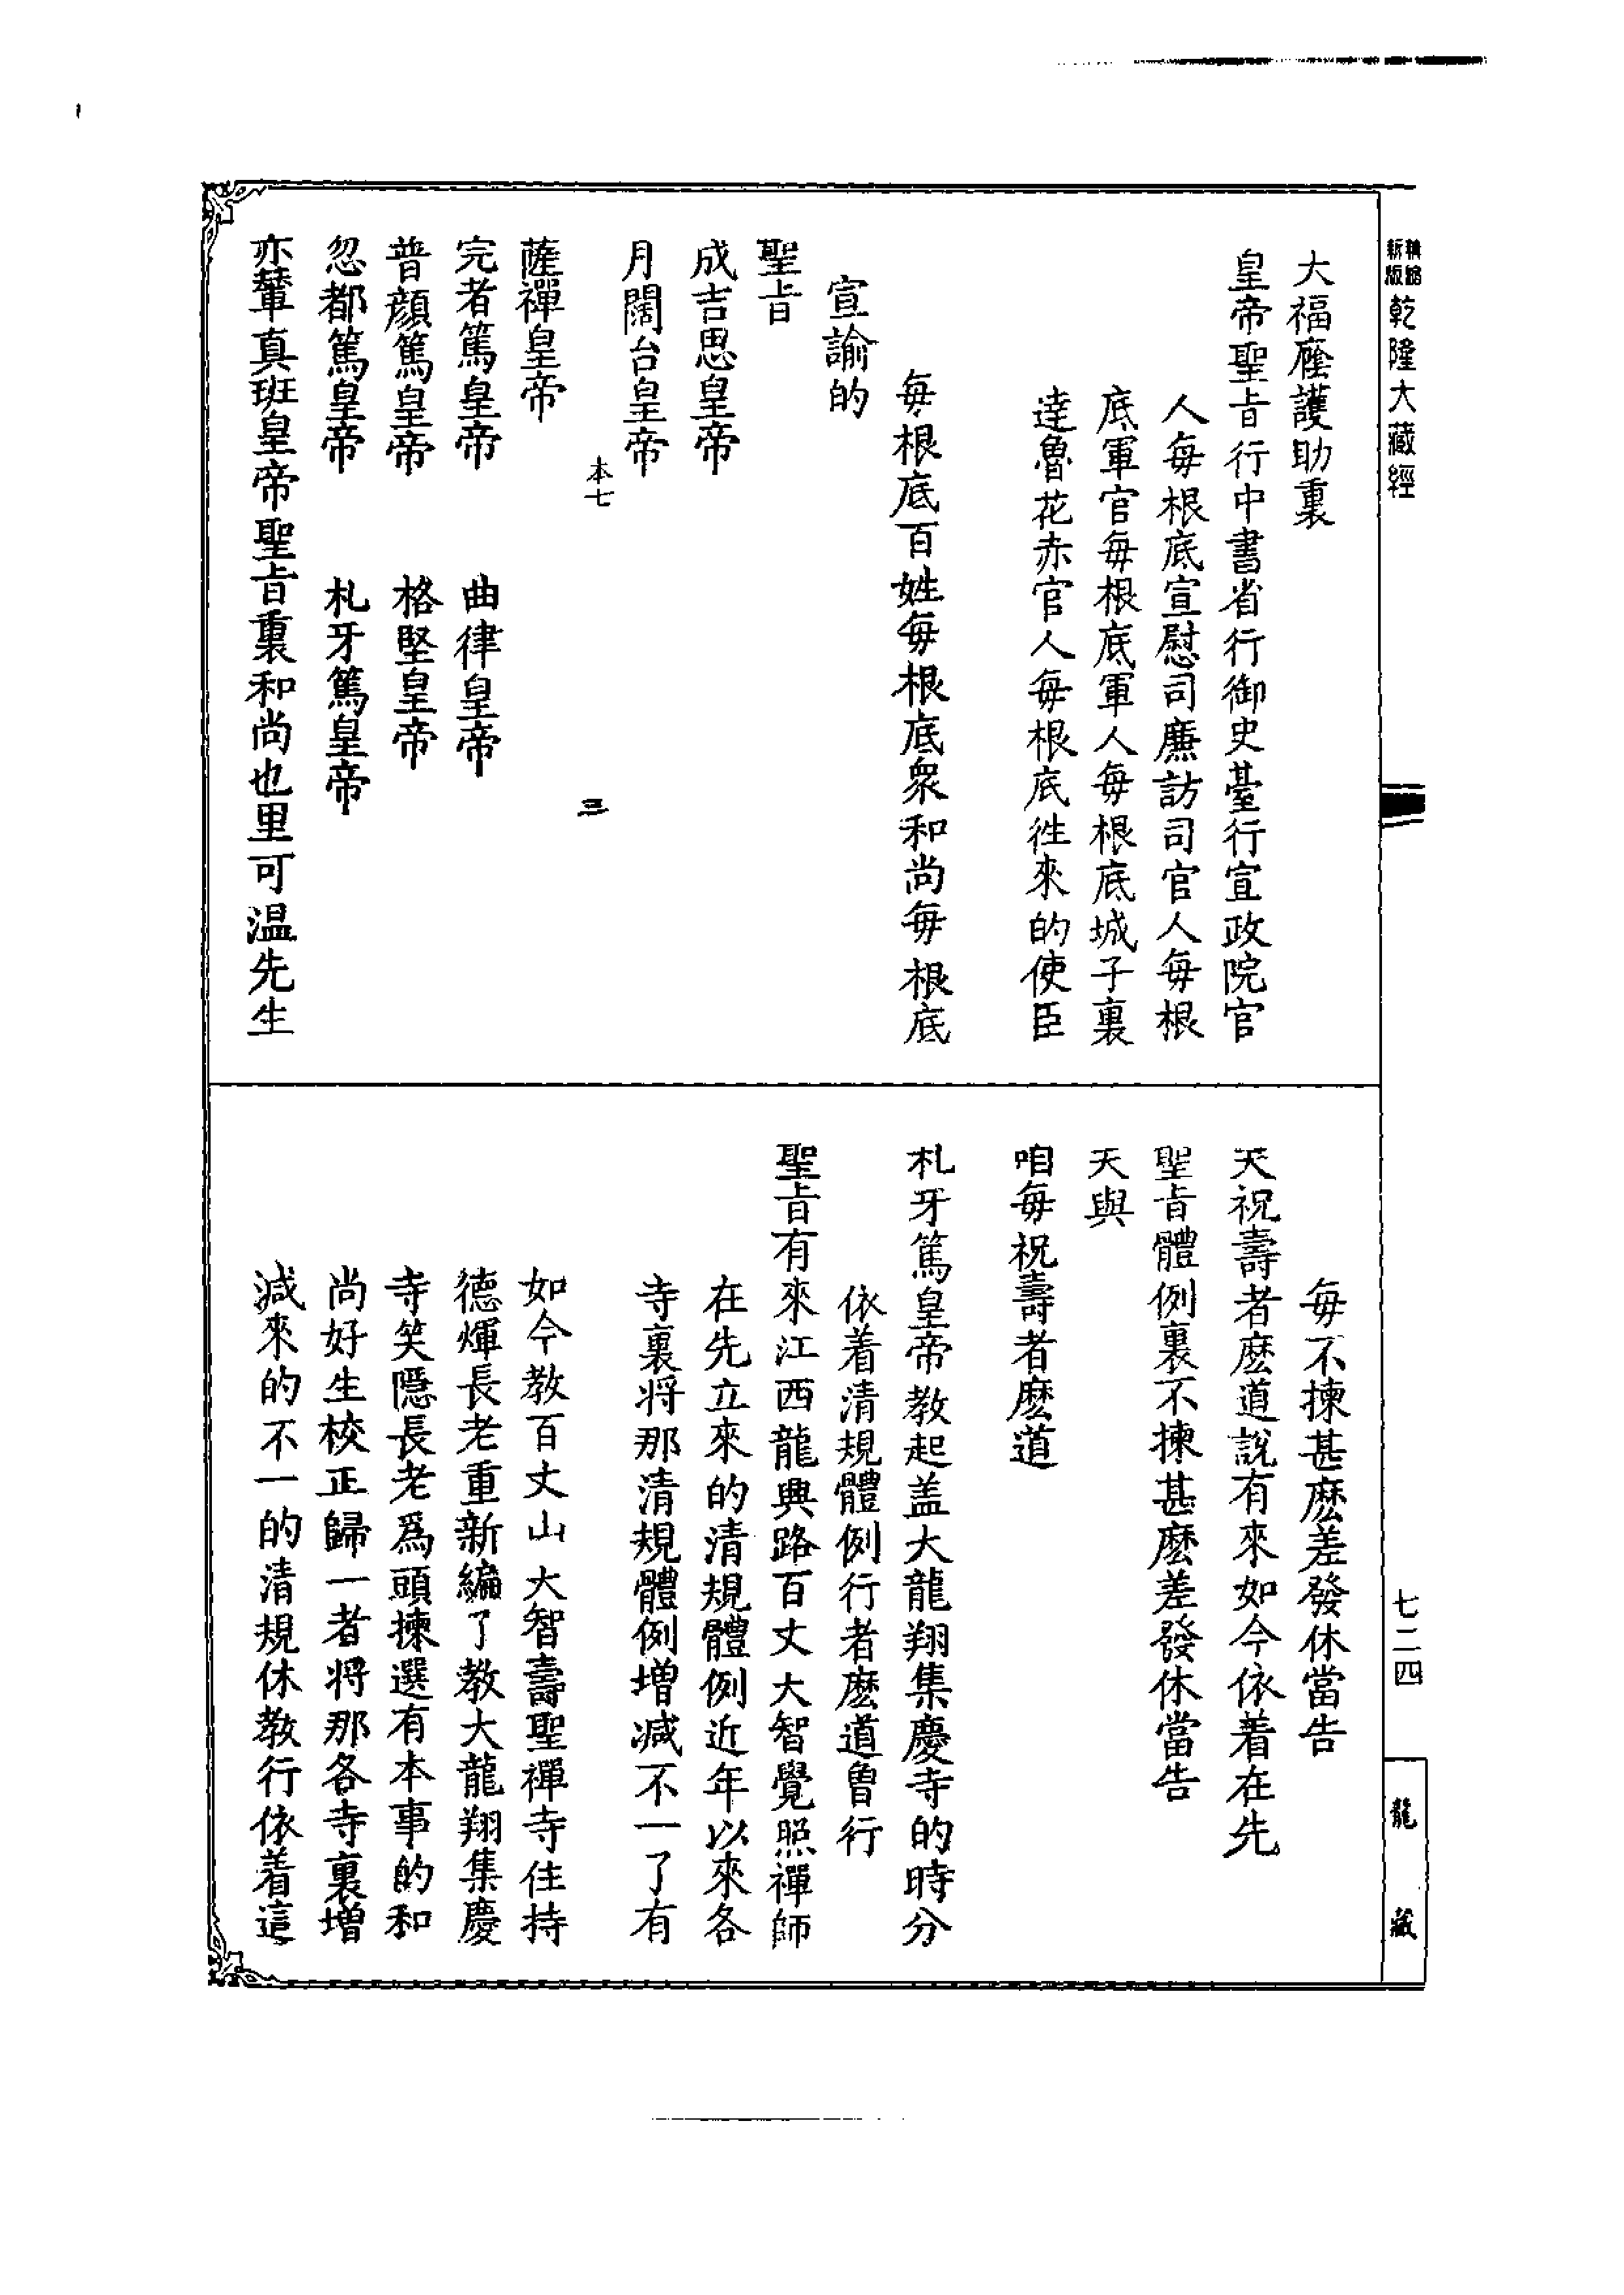 精縮新版乾隆大藏經
大福廕護助裏
皇帝聖旨行中書省行御史臺行宣政院官
人每根底宣慰司廉訪司官人每根
底軍官每根底軍人每根底城子裏
達魯花赤官人每根底徃來的使臣
每根底百姓每根底衆和尚每根底
宣諭的
聖旨
成吉思皇帝
月闊台皇帝
本七 三
薩禪皇帝
完者篤皇帝 曲律皇帝
普顏篤皇帝 格堅皇帝
忽都篤皇帝 札牙篤皇帝
亦輦真班皇帝聖旨裏和尚也里可温先生
每不揀甚麽差發休當告
天祝壽者麽道說有來如今依着在先
聖旨體例裏不揀甚麽差發休當告
天與
咱每祝壽者麽道
札牙篤皇帝教起盖大龍翔集慶寺的時分
依着清規體例行者麽道曾行
聖旨有來江西龍興路百丈大智覺照禪師
在先立來的清規體例近年以來各
寺裏將那清規體例增减不一了有
如今教百丈山大智壽聖禪寺住持
德煇長老重新編了教大龍翔集慶
寺笑隱長老爲頭揀選有本事的和
尚好生校正歸一者將那各寺裏增
减來的不一的清規休教行依着這
七二四
龍藏